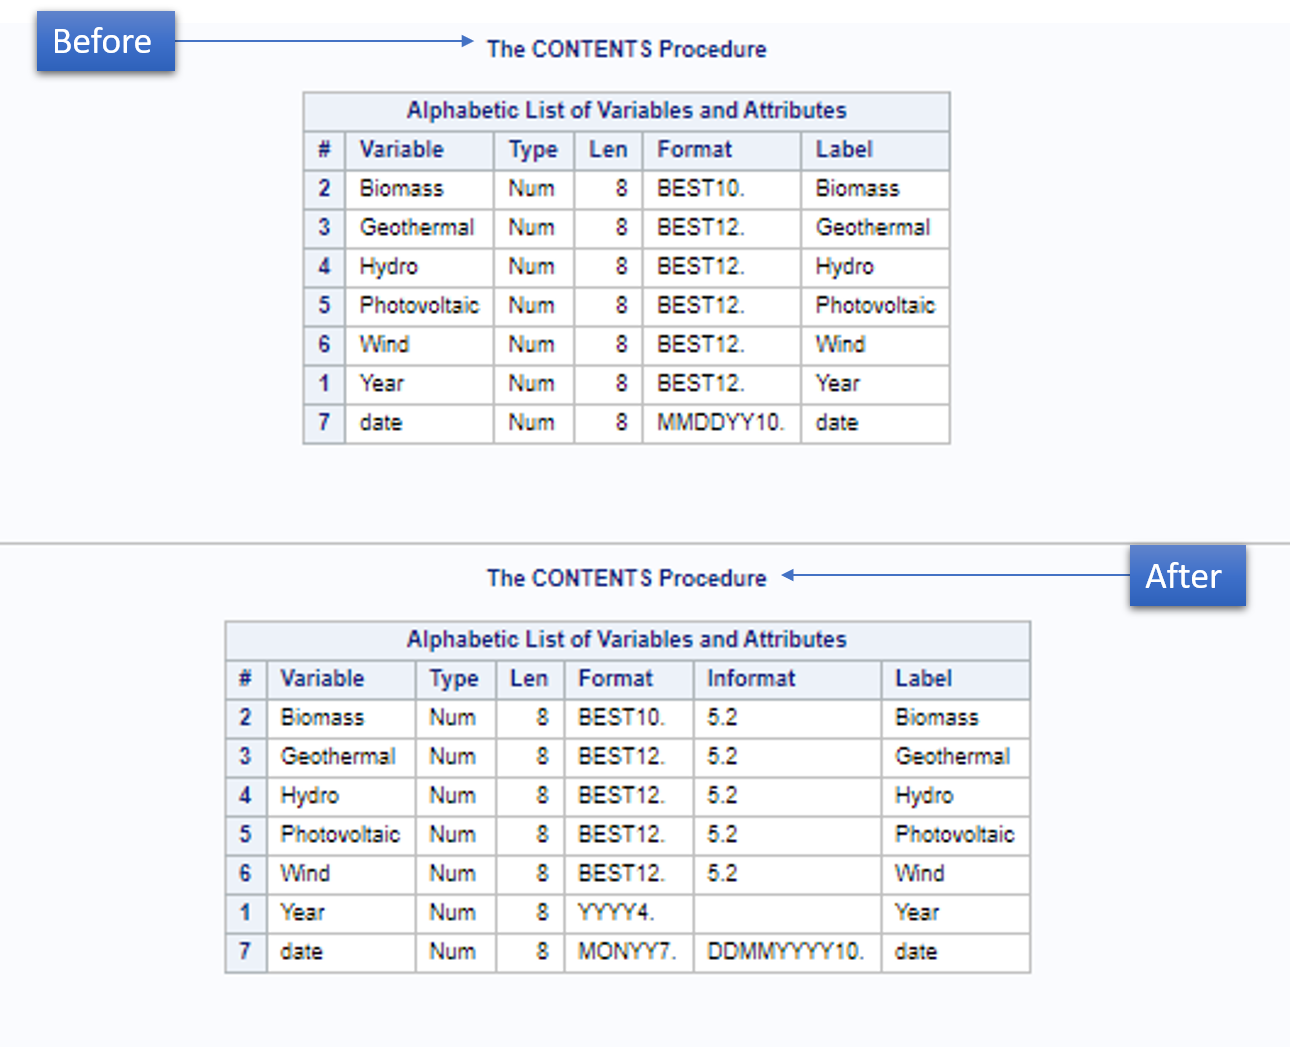 Before
The CONTENTS Procedure
Alphabetic List of Variables and Attributes
# Variable Type Len Format Label
2 Biomass Num 8 BEST10. Biomass
3 Geothermal Num 8 BEST12. Geothermal
4 Hydro Num 8 BEST12. Hydro
5 Photovoltaic Num 8 BEST12. Photovoltaic
6 Wind Num 8 BEST12. Wind
1 Year Num 8 BEST12. Year
7 date Num 8 MMDDYY10. date
The CONTENTS Procedure
After
Alphabetic List of Variables and Attributes
# Variable Type Len Format Informat Label
2 Biomass Num 8 BEST10. 5.2 Biomass
3 Geothermal Num 8 BEST12. 5.2 Geothermal
4 Hydro Num 8 BEST12. 5.2 Hydro
5 Photovoltaic Num 8 BEST12. 5.2 Photovoltaic
6 Wind Num 8 BEST12. 5.2 Wind
1 Year Num 8 YYYY4. Year
7 date Num 8 MONYY7. DDMMYYYY10. date